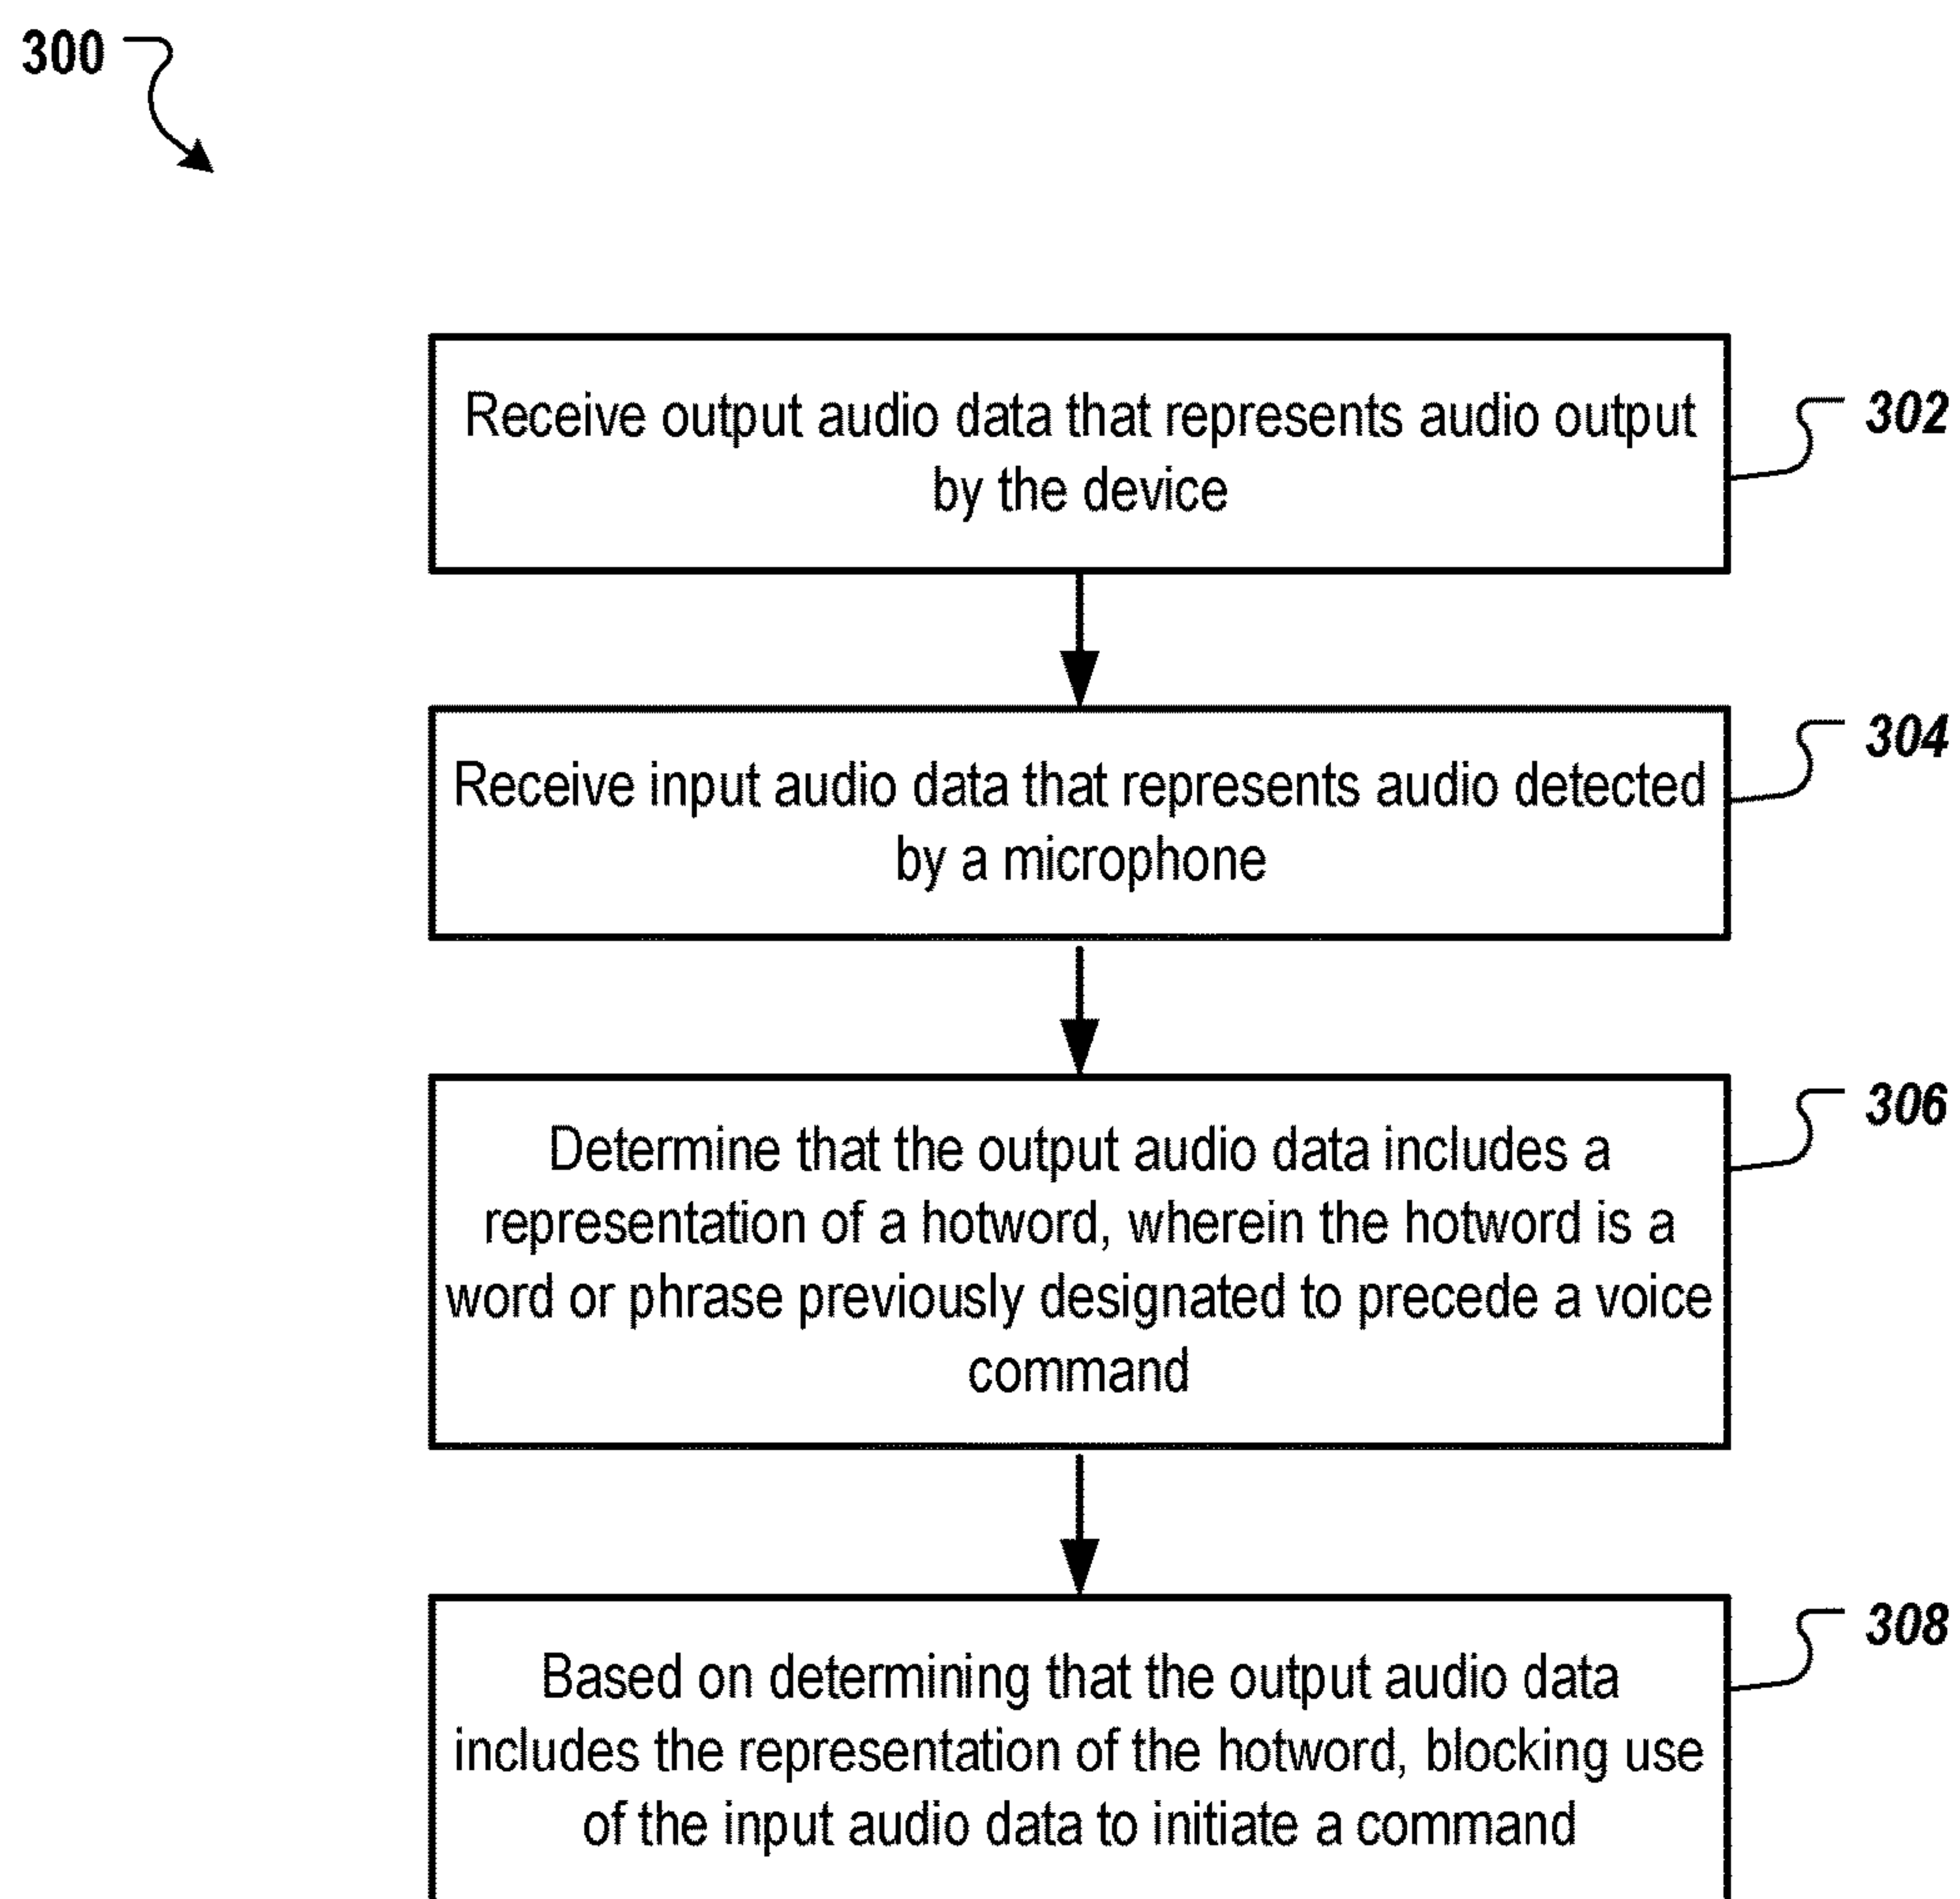 300
Receive output audio data that represents audio output
by the device
302
Receive input audio data that represents audio detected
by a microphone
304
Determine that the output audio data includes a
representation of a hotword, wherein the hotword is a
word or phrase previously designated to precede a voice
command
306
Based on determining that the output audio data
includes the representation of the hotword, blocking use
of the input audio data to initiate a command
308